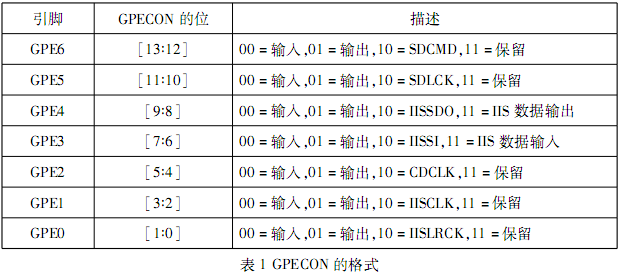 引脚 GPECON 的位 描述
GPE6 [13:12] 00=输入,01=输出,10=SDCMD,11=保留
GPE5 [11:10] 00=输入,01=输出,10=SDLCK,11=保留
GPE4 [9:8] 00=输入,01=输出,10=IISSDO,11=IIS 数据输出
GPE3 [7:6] 00=输入,01=输出,10=IISSI,11=IIS 数据输入
GPE2 [5:4] 00=输入,01=输出,10=CDCLK,11=保留
GPE1 [3:2] 00=输入,01=输出,10=IISCLK,11=保留
GPE0 [1:0] 00=输入,01=输出,10=IISLRCK,11=保留
表 1 GPECON 的格式